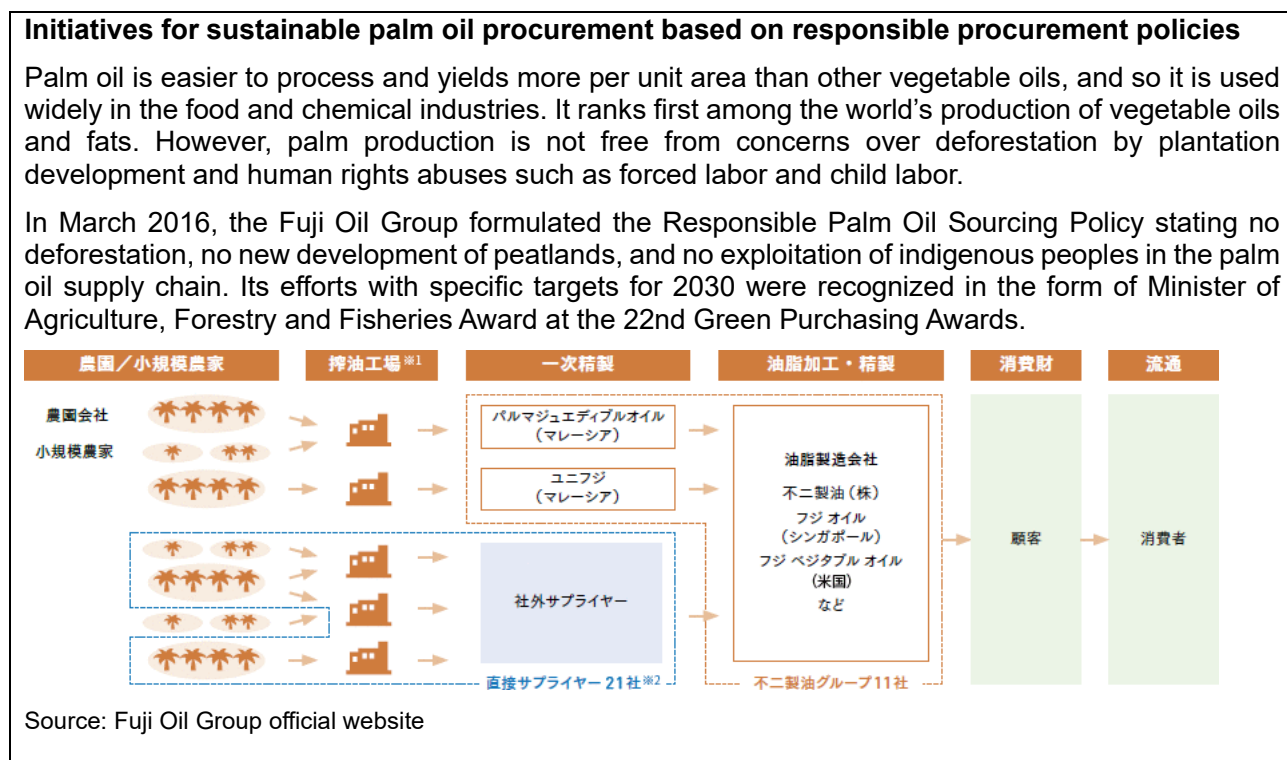 Initiatives for sustainable palm oil procurement based on responsible procurement policies
Palm oil is easier to process and yields more per unit area than other vegetable oils, and so it is used
widely in the food and chemical industries. It ranks first among the world’s production of vegetable oils
and fats. However, palm production is not free from concerns over deforestation by plantation
development and human rights abuses such as forced labor and child labor.
In March 2016, the Fuji Oil Group formulated the Responsible Palm Oil Sourcing Policy stating no
deforestation, no new development of peatlands, and no exploitation of indigenous peoples in the palm
oil supply chain. Its efforts with specific targets for 2030 were recognized in the form of Minister of
Agriculture, Forestry and Fisheries Award at the 22nd Green Purchasing Awards.
農園／小規模農家
搾油工場※1
一次精製
油脂加工・精製
消費財
流通
農園会社
小規模農家
パルマジュエディブルオイル
（マレーシア）
ユニフジ
（マレーシア）
社外サプライヤー
直接サプライヤー 21社※2
油脂製造会社
不二製油（株）
フジ オイル
（シンガポール）
フジ ベジタブル オイル
（米国）
など
不二製油グループ11社
顧客
消費者
Source: Fuji Oil Group official website